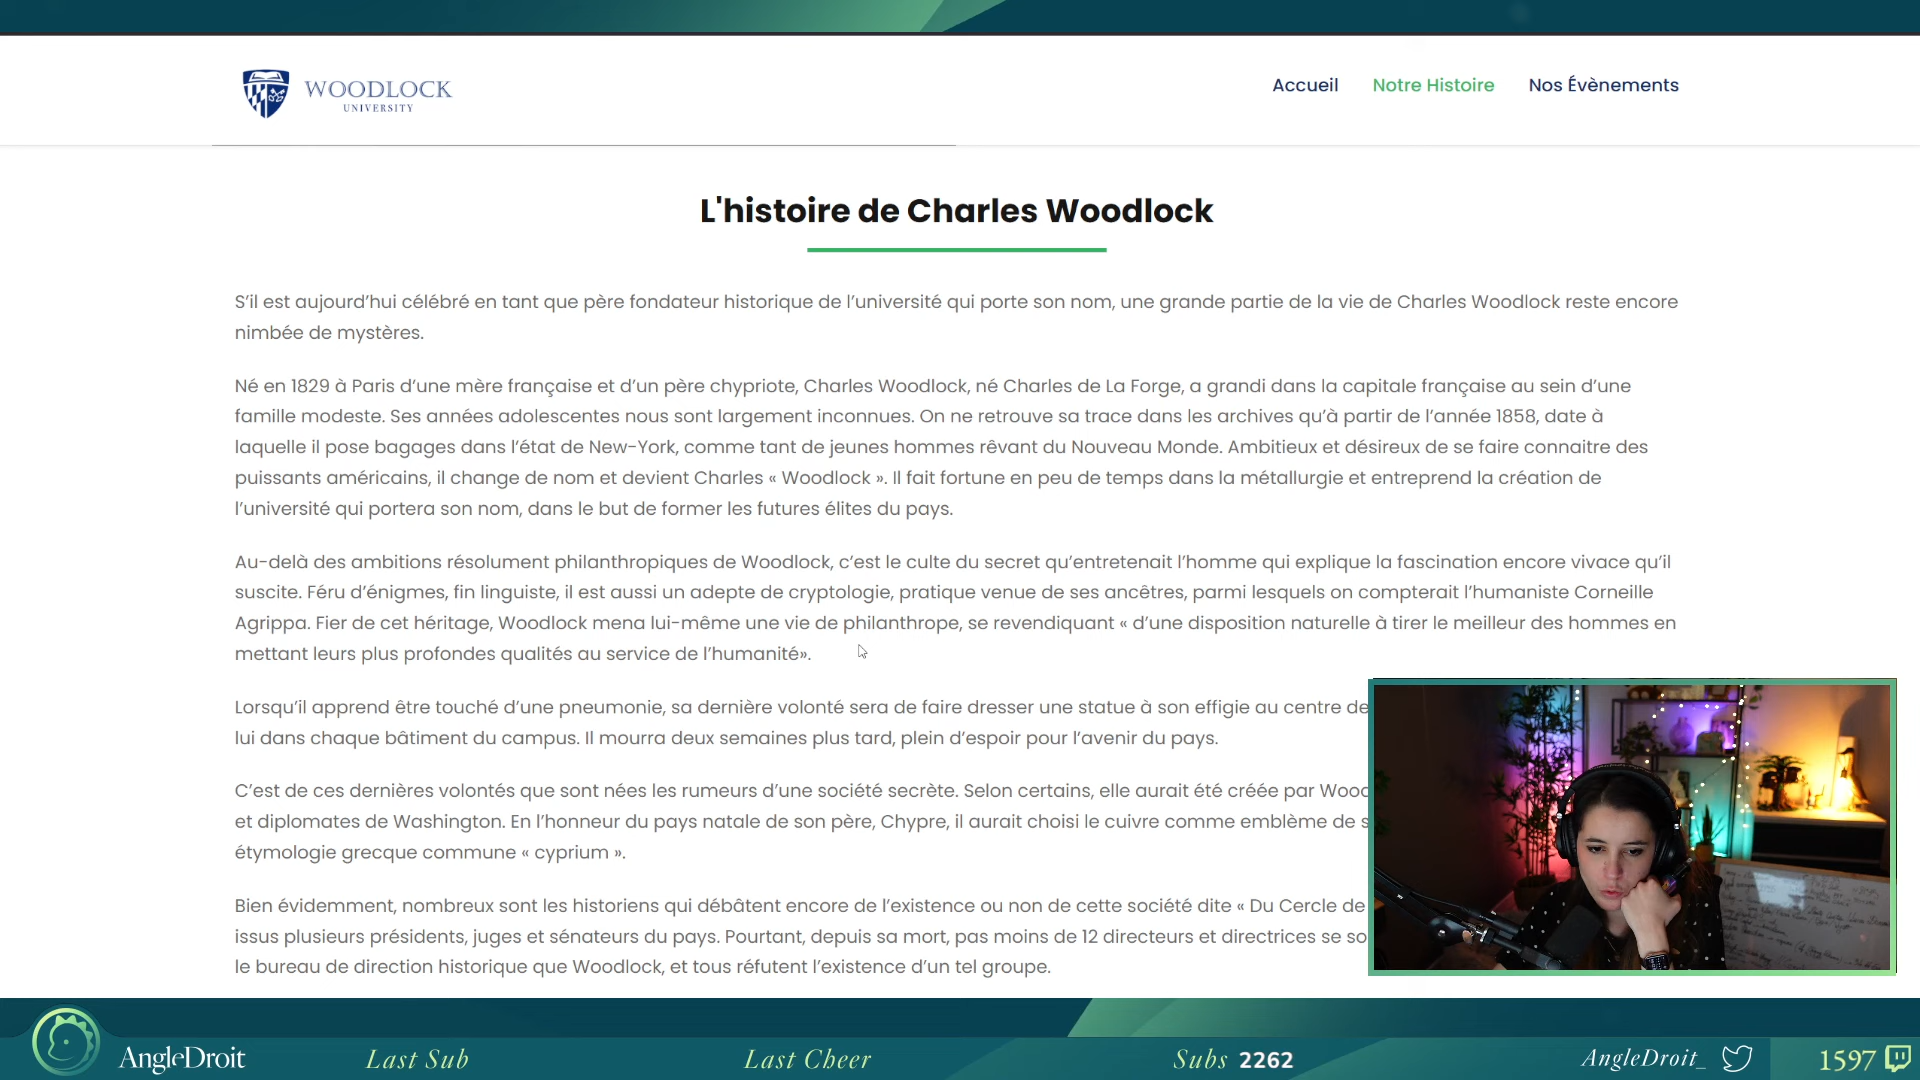 WOODLOCK
UNIVERSITY
Accueil
Notre Histoire
Nos Évènements
L'histoire de Charles Woodlock
S’il est aujourd’hui célébré en tant que père fondateur historique de l’université qui porte son nom, une grande partie de la vie de Charles Woodlock reste encore
nimbée de mystères.
Né en 1829 à Paris d’une mère française et d’un père chypriote, Charles Woodlock, né Charles de La Forge, a grandi dans la capitale française au sein d’une
famille modeste. Ses années adolescentes nous sont largement inconnues. On ne retrouve sa trace dans les archives qu’à partir de l’année 1858, date à
laquelle il pose bagages dans l’état de New-York, comme tant de jeunes hommes rêvant du Nouveau Monde. Ambitieux et désireux de se faire connaitre des
puissants américains, il change de nom et devient Charles « Woodlock ». Il fait fortune en peu de temps dans la métallurgie et entreprend la création de
l’université qui portera son nom, dans le but de former les futures élites du pays.
Au-delà des ambitions résolument philanthropiques de Woodlock, c’est le culte du secret qu’entretenait l’homme qui explique la fascination encore vivace qu’il
suscite. Féru d’énigmes, fin linguiste, il est aussi un adepte de cryptologie, pratique venue de ses ancêtres, parmi lesquels on compterait l’humaniste Corneille
Agrippa. Fier de cet héritage, Woodlock mena lui-même une vie de philanthrope, se revendiquant « d’une disposition naturelle à tirer le meilleur des hommes en
mettant leurs plus profondes qualités au service de l’humanité».
Lorsqu’il apprend être touché d’une pneumonie, sa dernière volonté sera de faire dresser une statue à son effigie au centre de
lui dans chaque bâtiment du campus. Il mourra deux semaines plus tard, plein d’espoir pour l’avenir du pays.
C’est de ces dernières volontés que sont nées les rumeurs d’une société secrète. Selon certains, elle aurait été créée par Wood
et diplomates de Washington. En l’honneur du pays natale de son père, Chypre, il aurait choisi le cuivre comme emblème de s
étymologie grecque commune « cyprium ».
Bien évidemment, nombreux sont les historiens qui débâtent encore de l’existence ou non de cette société dite « Du Cercle de
issus plusieurs présidents, juges et sénateurs du pays. Pourtant, depuis sa mort, pas moins de 12 directeurs et directrices se so
le bureau de direction historique que Woodlock, et tous réfutent l’existence d’un tel groupe.
AngleDroit
Last Sub
Last Cheer
Subs 2262
AngleDroit_
1597